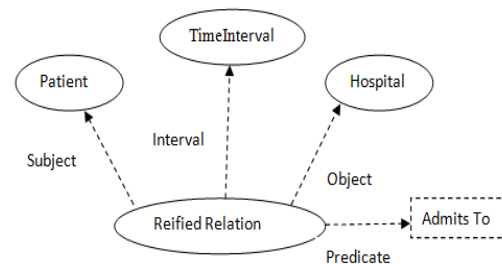 TimeInterval
Patient
Hospital
Interval
Subject
Object
Reified Relation
Admits To
Predicate